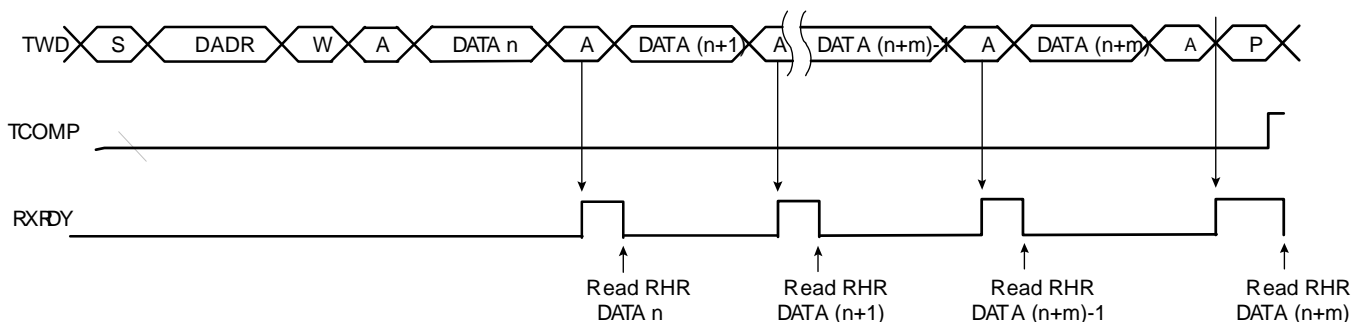 TWD S DADR W A DATA n A DATA (n+1) A DATA (n+m)-1 A DATA (n+m) A P
TCOMP
RXRDY
Read RHR Read RHR Read RHR Read RHR
DATA n DATA (n+1) DATA (n+m)-1 DATA (n+m)